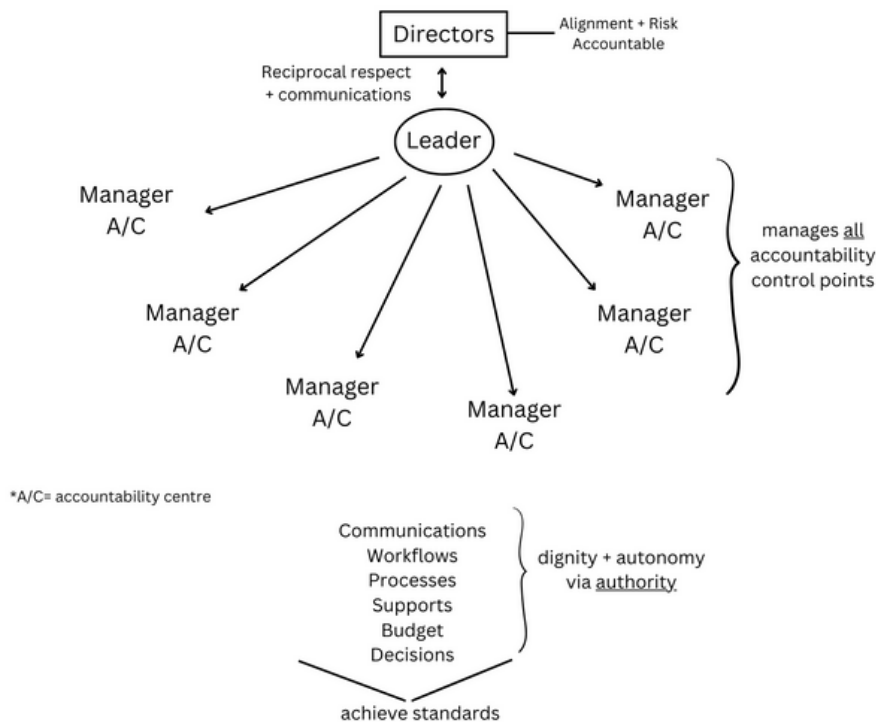 Directors
Alignment + Risk
Accountable
Reciprocal respect
+ communications
Leader
Manager
A/C
Manager
A/C
Manager
A/C
Manager
A/C
Manager
A/C
Manager
A/C
manages all
accountability
control points
*A/C= accountability centre
Communications
Workflows
Processes
Supports
Budget
Decisions
dignity + autonomy
via authority
achieve standards